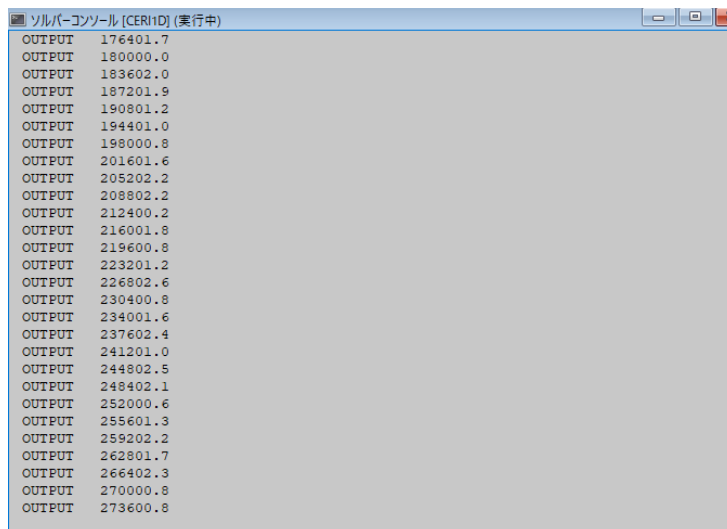 ソルバーコンソール [CERI1D] (実行中)
OUTPUT 176401.7
OUTPUT 180000.0
OUTPUT 183602.0
OUTPUT 187201.9
OUTPUT 190801.2
OUTPUT 194401.0
OUTPUT 198000.8
OUTPUT 201601.6
OUTPUT 205202.2
OUTPUT 208802.2
OUTPUT 212400.2
OUTPUT 216001.8
OUTPUT 219600.8
OUTPUT 223201.2
OUTPUT 226802.6
OUTPUT 230400.8
OUTPUT 234001.6
OUTPUT 237602.4
OUTPUT 241201.0
OUTPUT 244802.5
OUTPUT 248402.1
OUTPUT 252000.6
OUTPUT 255601.3
OUTPUT 259202.2
OUTPUT 262801.7
OUTPUT 266402.3
OUTPUT 270000.8
OUTPUT 273600.8